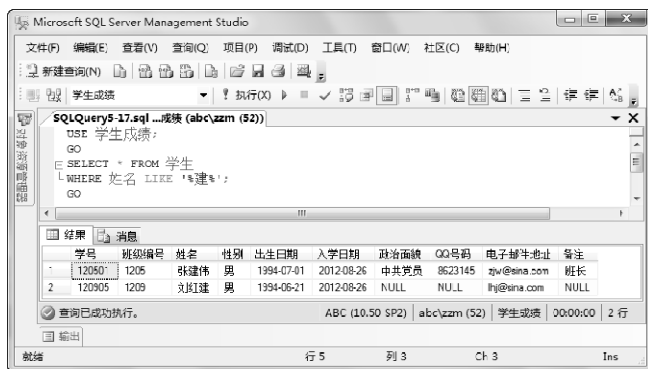 Microsoft SQL Server Management Studio
文件(F) 编辑(E) 查看(V) 查询(Q) 项目(P) 调试(D) 工具(T) 窗口(W) 社区(C) 帮助(H)
新建查询(N)
学生成绩 执行(X)
SQLQuery5-17.sql ...成绩 (abc\zzm (52))
对象资源管理器
USE 学生成绩;
GO
SELECT * FROM 学生
WHERE 姓名 LIKE '%建%';
GO
结果 消息
学号 班级编号 姓名 性别 出生日期 入学日期 政治面貌 QQ号码 电子邮件地址 备注
1 120501 1205 张建伟 男 1994-07-01 2012-08-26 中共党员 8623145 zjw@sina.com 班长
2 120905 1209 刘红建 男 1994-06-21 2012-08-26 NULL NULL lhj@sina.com NULL
查询已成功执行。 ABC (10.50 SP2) abc\zzm (52) 学生成绩 00:00:00 2 行
输出
就绪 行 5 列 3 Ch 3 Ins